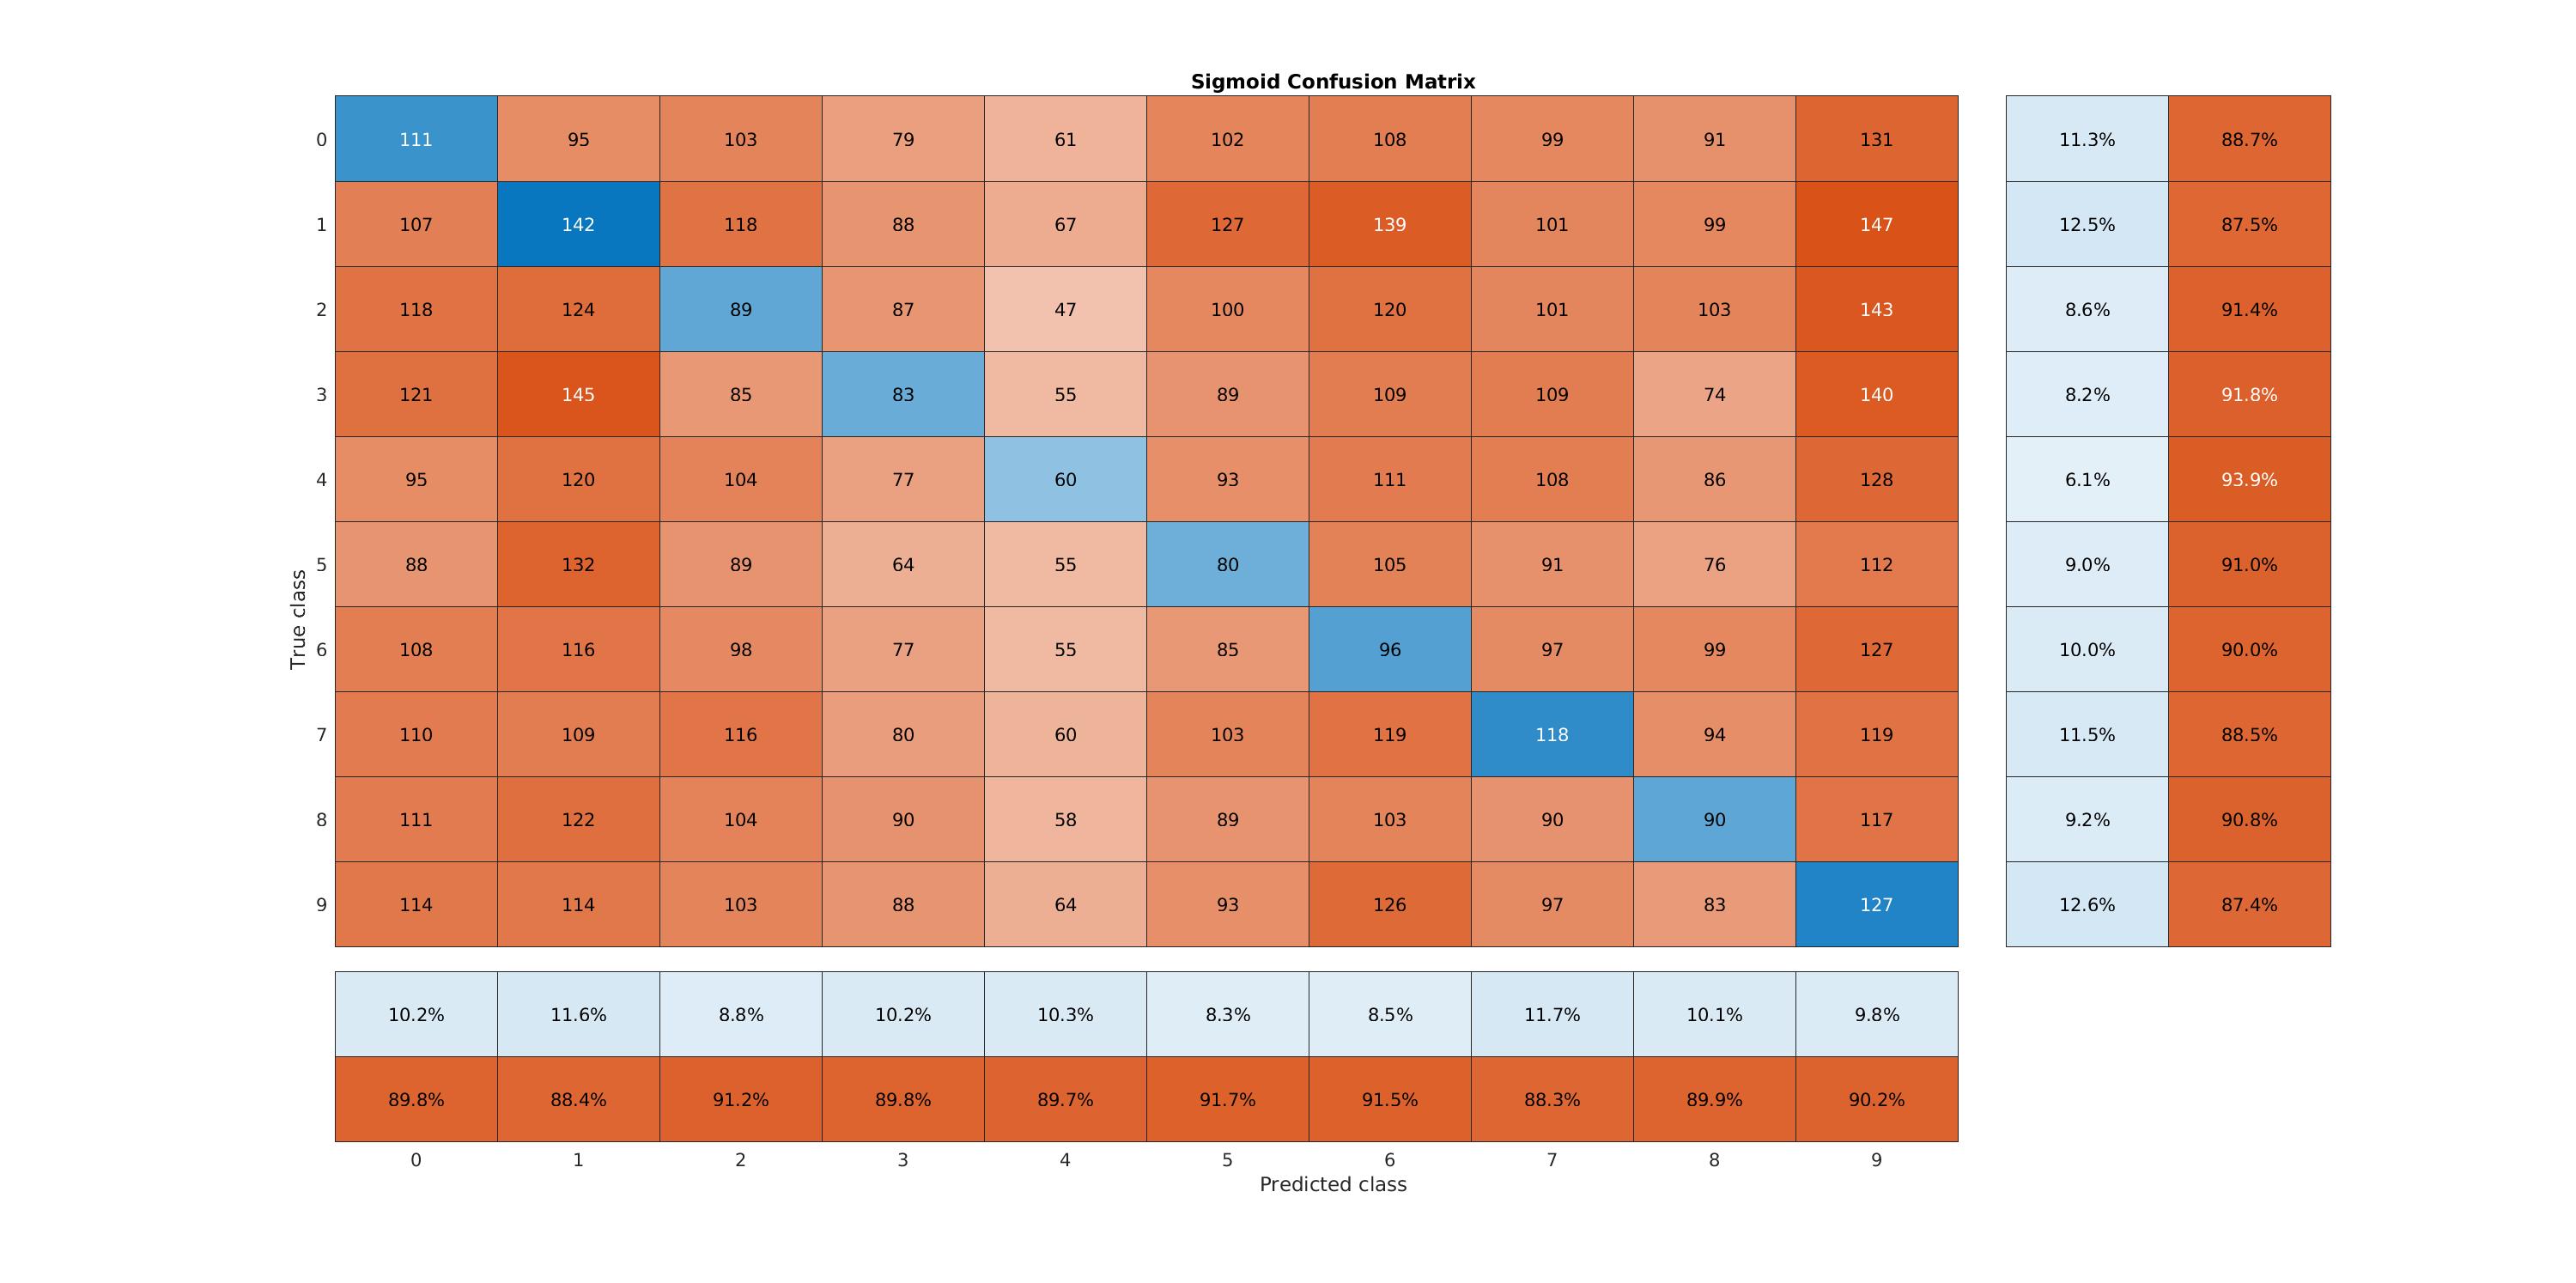 Sigmoid Confusion Matrix
0 111 95 103 79 61 102 108 99 91 131 11.3% 88.7%
1 107 142 118 88 67 127 139 101 99 147 12.5% 87.5%
2 118 124 89 87 47 100 120 101 103 143 8.6% 91.4%
3 121 145 85 83 55 89 109 109 74 140 8.2% 91.8%
4 95 120 104 77 60 93 111 108 86 128 6.1% 93.9%
5 88 132 89 64 55 80 105 91 76 112 9.0% 91.0%
True class
6 108 116 98 77 55 85 96 97 99 127 10.0% 90.0%
7 110 109 116 80 60 103 119 118 94 119 11.5% 88.5%
8 111 122 104 90 58 89 103 90 90 117 9.2% 90.8%
9 114 114 103 88 64 93 126 97 83 127 12.6% 87.4%
10.2% 11.6% 8.8% 10.2% 10.3% 8.3% 8.5% 11.7% 10.1% 9.8%
89.8% 88.4% 91.2% 89.8% 89.7% 91.7% 91.5% 88.3% 89.9% 90.2%
0 1 2 3 4 5 6 7 8 9
Predicted class